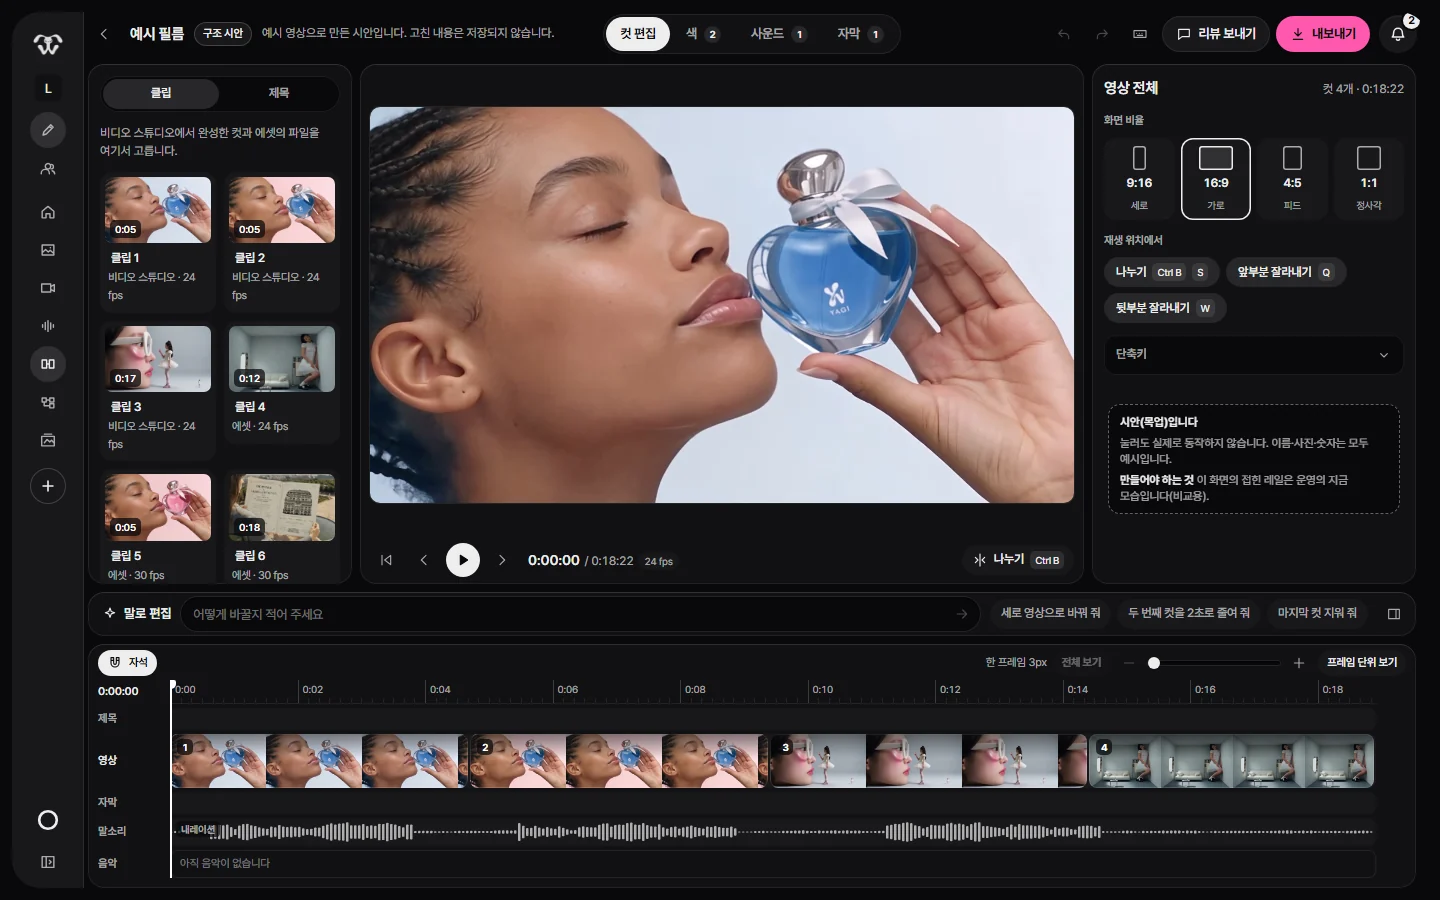 예시 필름
구조 시안
예시 영상으로 만든 시안입니다. 고친 내용은 저장되지 않습니다.
컷 편집
색 2
사운드 1
자막 1
리뷰 보내기
내보내기
2
L
클립
제목
비디오 스튜디오에서 완성한 컷과 에셋의 파일을
여기서 고릅니다.
0:05
클립 1
비디오 스튜디오 · 24
fps
0:05
클립 2
비디오 스튜디오 · 24
fps
0:17
클립 3
비디오 스튜디오 · 24
fps
0:12
클립 4
에셋 · 24 fps
0:05
클립 5
에셋 · 30 fps
0:18
클립 6
에셋 · 30 fps
YAGI
0:00:00 / 0:18:22 24 fps
나누기 Ctrl B
영상 전체
컷 4개 · 0:18:22
화면 비율
9:16
세로
16:9
가로
4:5
피드
1:1
정사각
재생 위치에서
나누기 Ctrl B S
앞부분 잘라내기 Q
뒷부분 잘라내기 W
단축키
시안(목업)입니다
눌러도 실제로 동작하지 않습니다. 이름·사진·숫자는 모두
예시입니다.
만들어야 하는 것 이 화면의 접힌 레일은 운영의 지금
모습입니다(비교용).
말로 편집
어떻게 바꿀지 적어 주세요
세로 영상으로 바꿔 줘
두 번째 컷을 2초로 줄여 줘
마지막 컷 지워 줘
자석
한 프레임 3px
전체 보기
프레임 단위 보기
0:00:00
0:00 0:02 0:04 0:06 0:08 0:10 0:12 0:14 0:16 0:18
제목
영상
1 2 3 4
자막
말소리
내레이션
음악
아직 음악이 없습니다